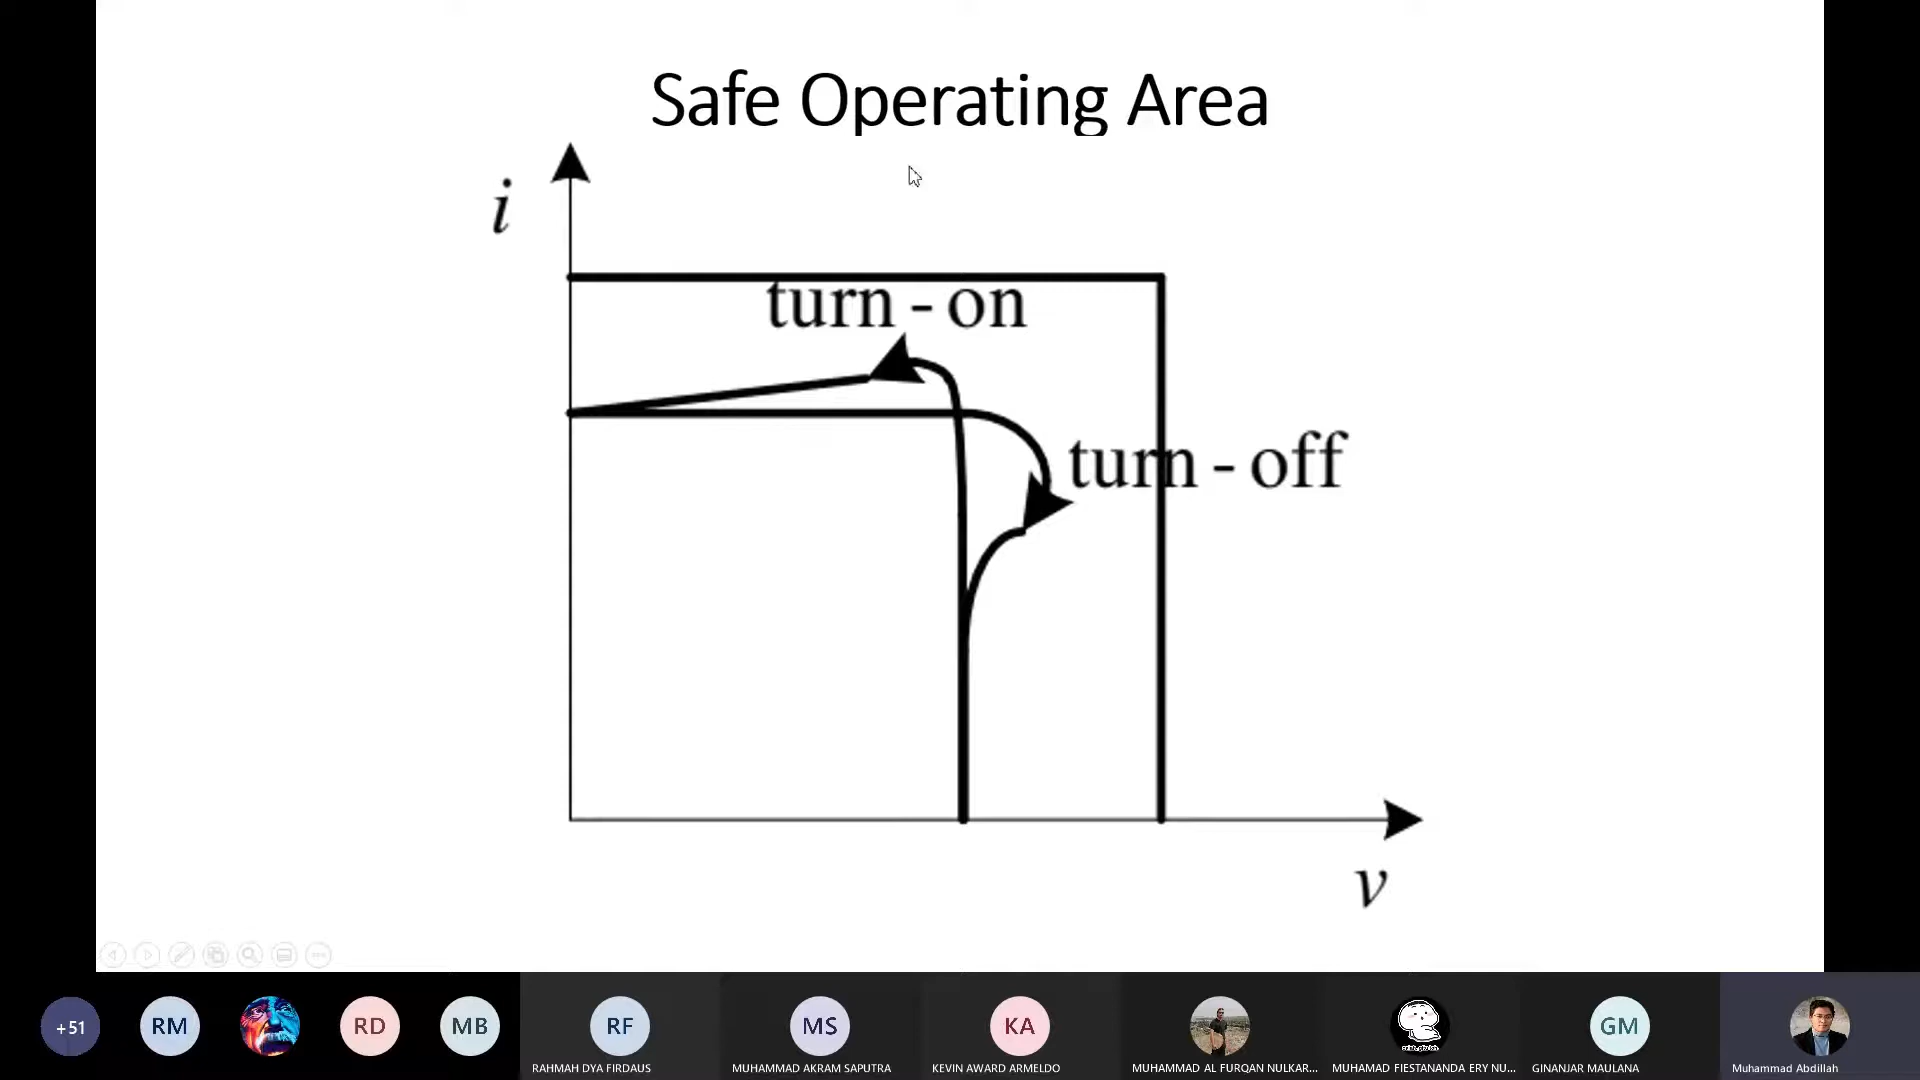 Safe Operating Area
i
turn - on
turn - off
v
+51
RM
RD
MB
RF
MS
KA
GM
RAHMAH DYA FIRDAUS
MUHAMMAD AKRAM SAPUTRA
KEVIN AWARD ARMELDO
MUHAMMAD AL FURQAN NULKAR...
MUHAMAD FIESTANANDA ERY NU...
GINANJAR MAULANA
Muhammad Abdillah